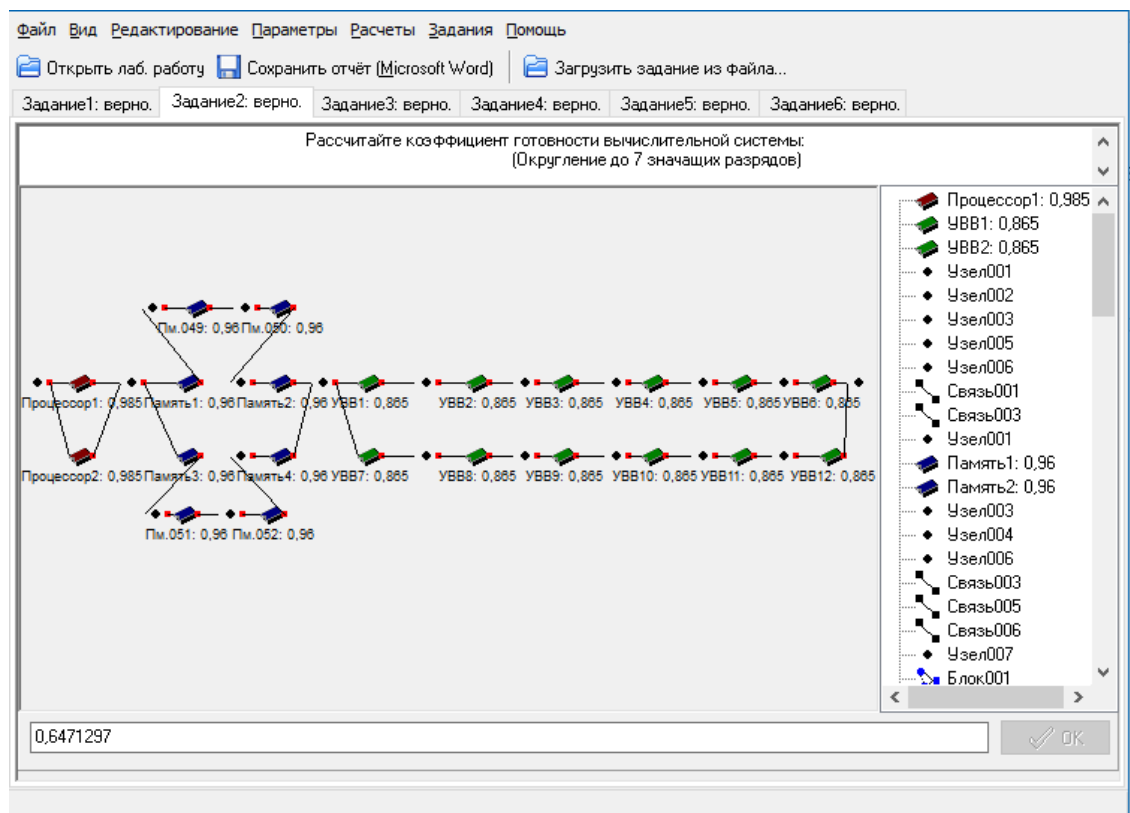 Файл Вид Редактирование Параметры Расчеты Задания Помощь
Открыть лаб. работу Сохранить отчёт (Microsoft Word) Загрузить задание из файла...
Задание1: верно. Задание2: верно. Задание3: верно. Задание4: верно. Задание5: верно. Задание6: верно.
Рассчитайте коэффициент готовности вычислительной системы:
(Округление до 7 значащих разрядов)
Пм.049: 0,96 Пм.050: 0,96
Процессор1: 0,985 Память1: 0,96 Память2: 0,96 УВВ1: 0,865 УВВ2: 0,865 УВВ3: 0,865 УВВ4: 0,865 УВВ5: 0,865 УВВ6: 0,865
Процессор2: 0,985 Память3: 0,96 Память4: 0,96 УВВ7: 0,865 УВВ8: 0,865 УВВ9: 0,865 УВВ10: 0,865 УВВ11: 0,865 УВВ12: 0,865
Пм.051: 0,96 Пм.052: 0,96
Процессор1: 0,985
УВВ1: 0,865
УВВ2: 0,865
Узел001
Узел002
Узел003
Узел005
Узел006
Связь001
Связь003
Узел001
Память1: 0,96
Память2: 0,96
Узел003
Узел004
Узел006
Связь003
Связь005
Связь006
Узел007
Блок001
0,6471297
OK